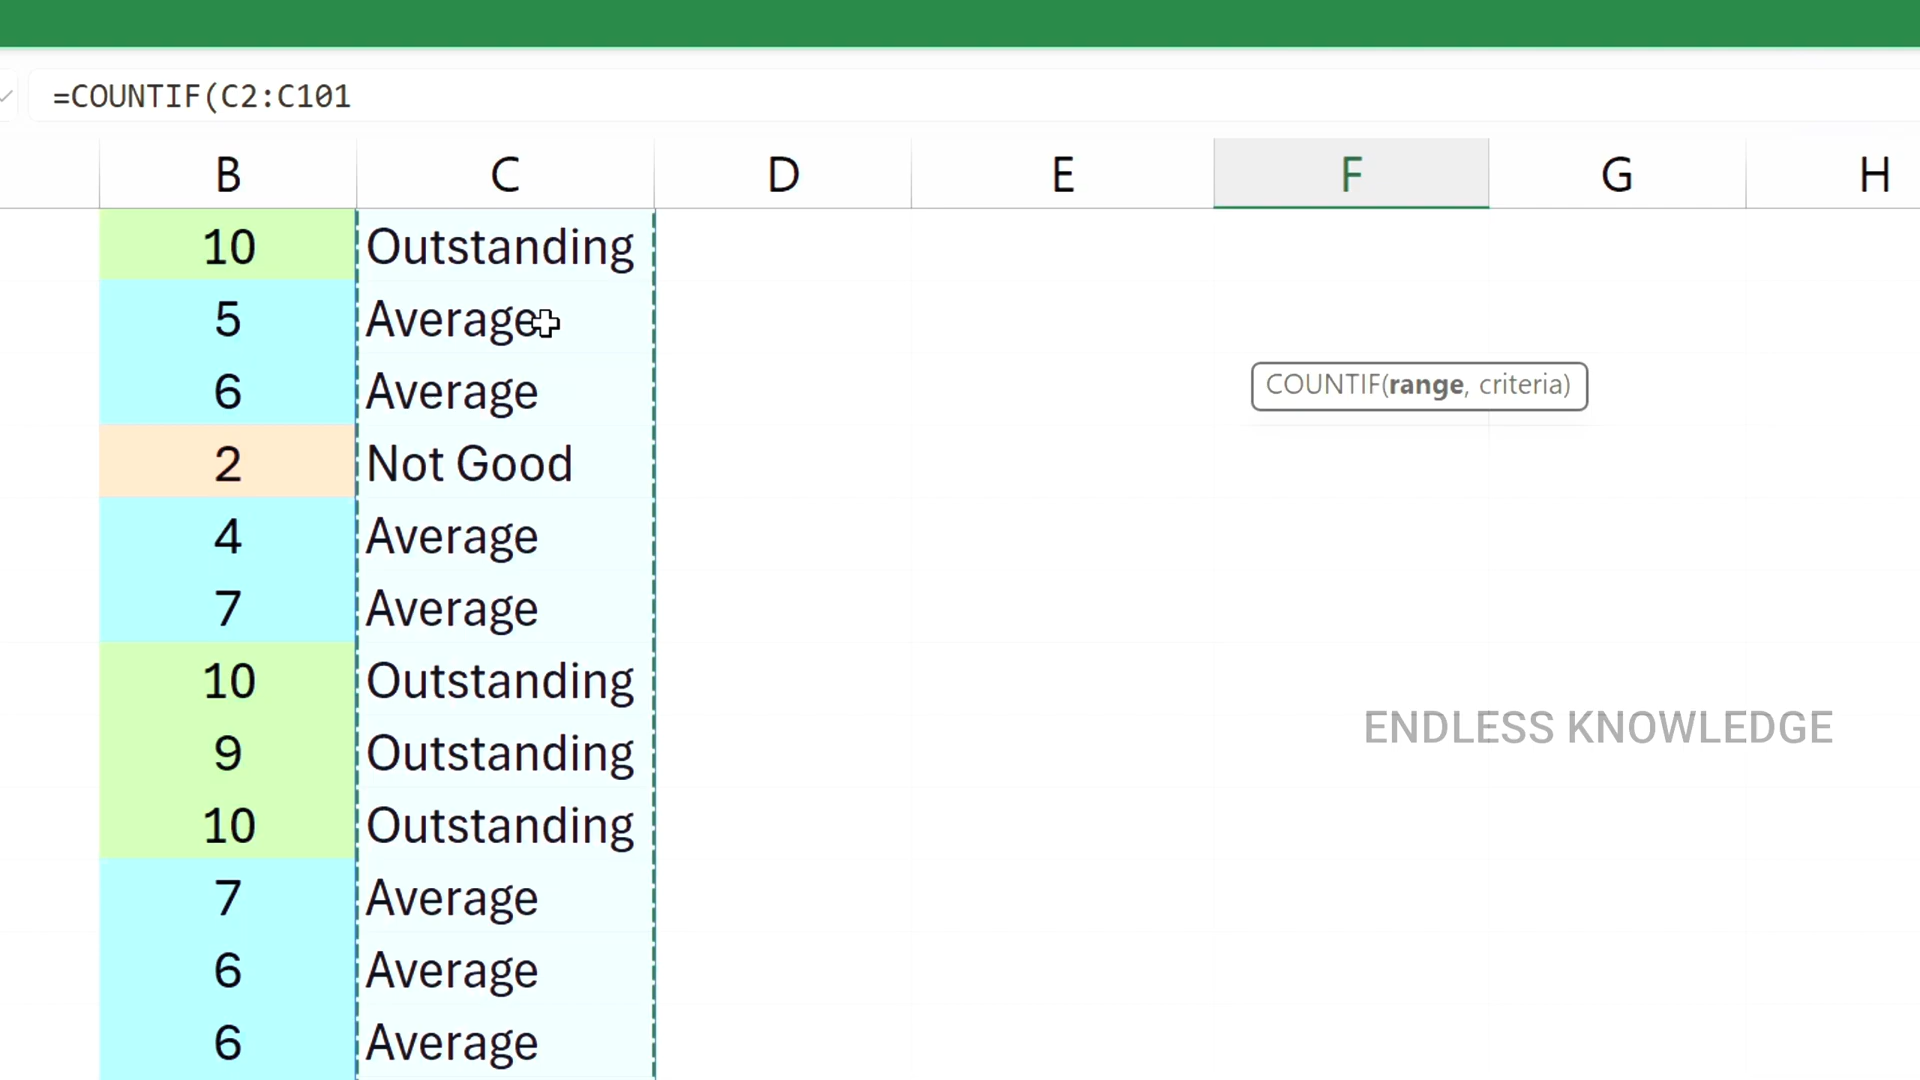 =COUNTIF(C2:C101
B C D E F G H
10 Outstanding
5 Average
COUNTIF(range, criteria)
6 Average
2 Not Good
4 Average
7 Average
10 Outstanding
ENDLESS KNOWLEDGE
9 Outstanding
10 Outstanding
7 Average
6 Average
6 Average